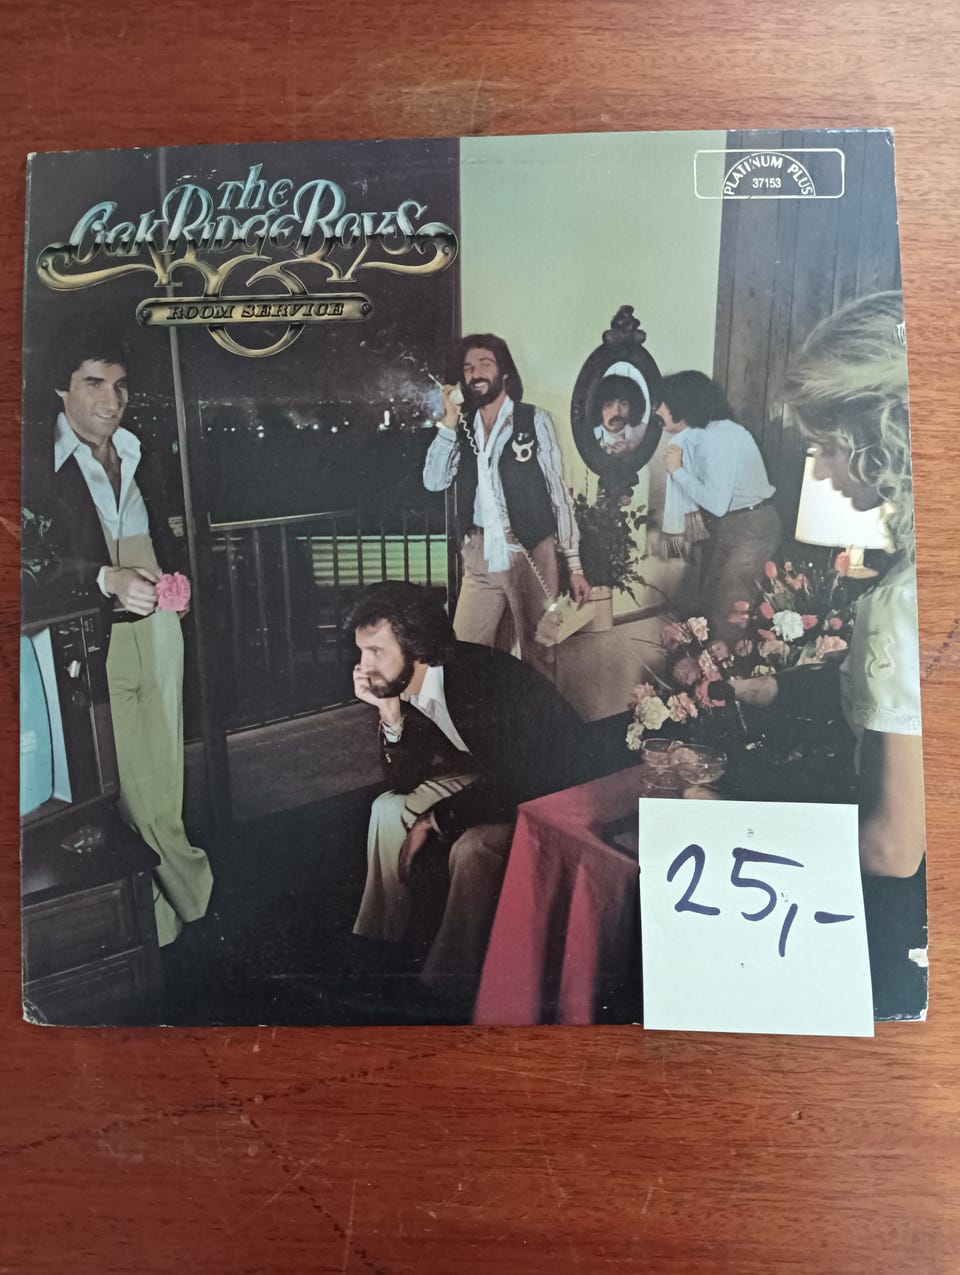 The
Oak Ridge Boys
ROOM SERVICE
PLATINUM PLUS
37153
25,-